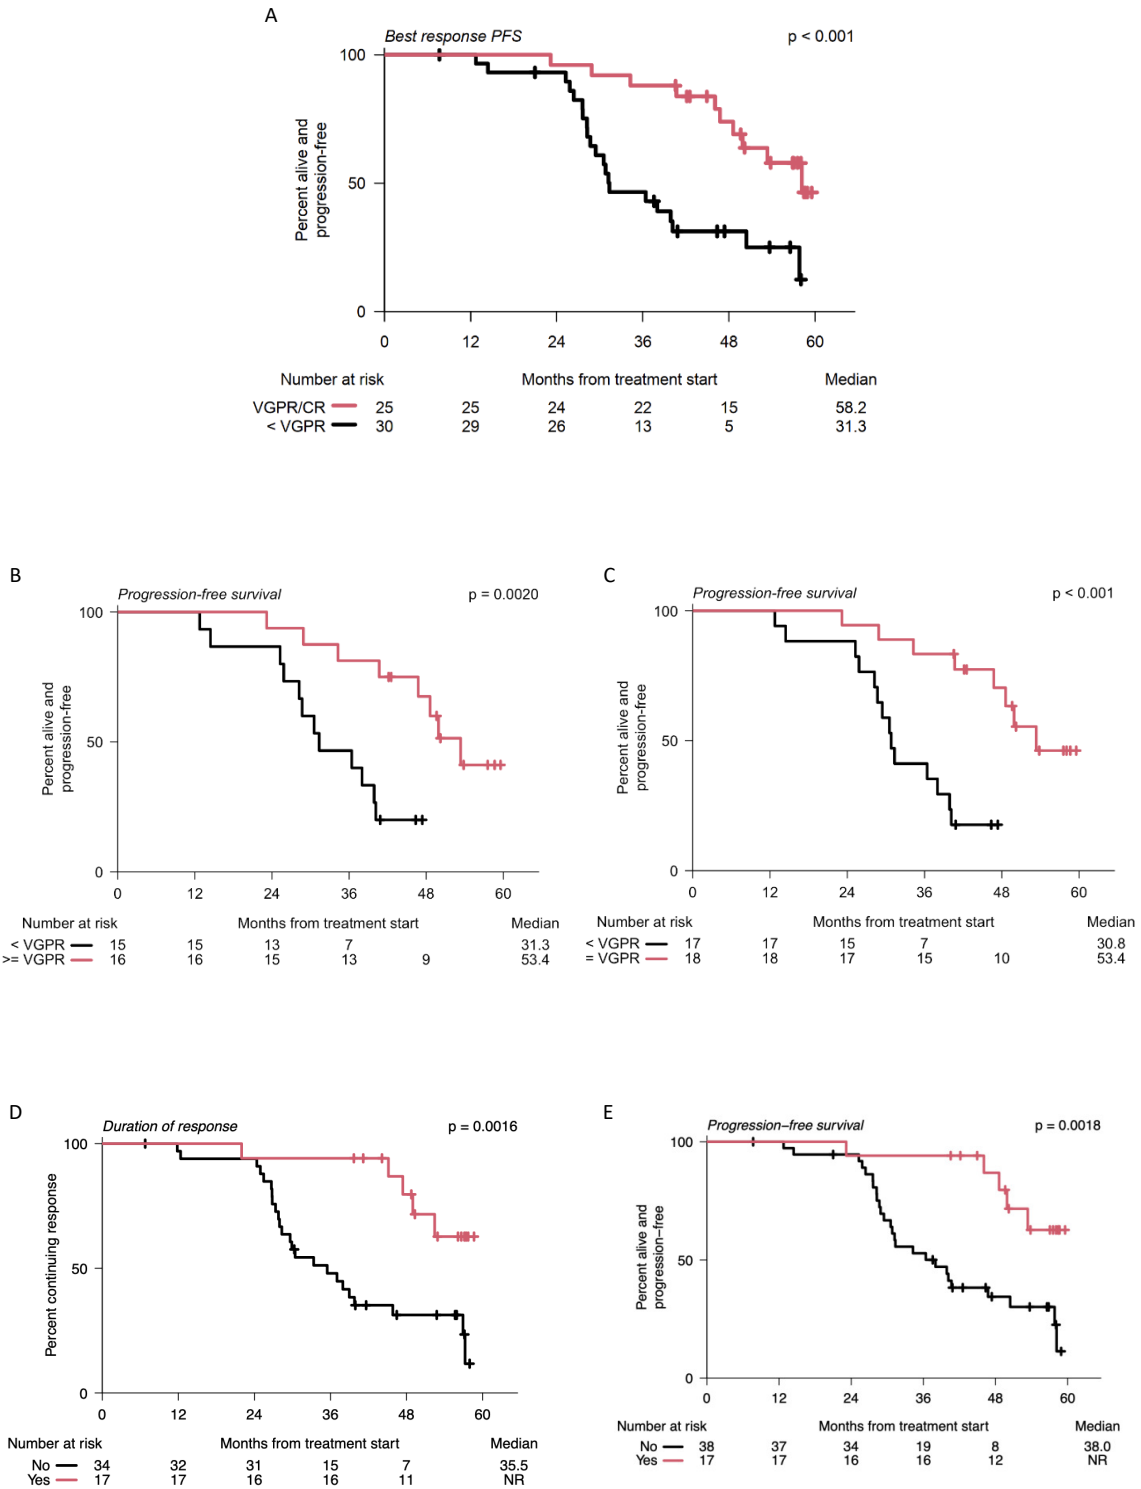 A
Best response PFS p < 0.001
100
50
0
Percent alive and
progression-free
0 12 24 36 48 60
Number at risk Months from treatment start Median
VGPR/CR 25 25 24 22 15 58.2
< VGPR 30 29 26 13 5 31.3
B
Progression-free survival p = 0.0020
100
50
0
Percent alive and
progression-free
0 12 24 36 48 60
Number at risk Months from treatment start Median
< VGPR 15 15 13 7 31.3
>= VGPR 16 16 15 13 9 53.4
C
Progression-free survival p < 0.001
100
50
0
Percent alive and
progression-free
0 12 24 36 48 60
Number at risk Months from treatment start Median
< VGPR 17 17 15 7 30.8
= VGPR 18 18 17 15 10 53.4
D
Duration of response p = 0.0016
100
50
0
Percent continuing response
0 12 24 36 48 60
Number at risk Months from treatment start Median
No 34 32 31 15 7 35.5
Yes 17 17 16 16 11 NR
E
Progression–free survival p = 0.0018
100
50
0
Percent alive and
progression–free
0 12 24 36 48 60
Number at risk Months from treatment start Median
No 38 37 34 19 8 38.0
Yes 17 17 16 16 12 NR